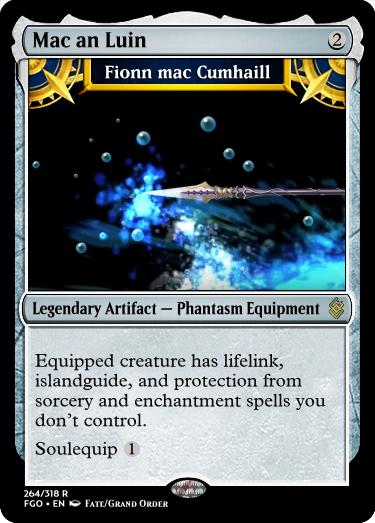 Mac an Luin 2
Fionn mac Cumhaill
Legendary Artifact — Phantasm Equipment
Equipped creature has lifelink,
islandguide, and protection from
sorcery and enchantment spells you
don't control.
Soulequip 1
264/318 R
FGO • EN Fate/Grand Order